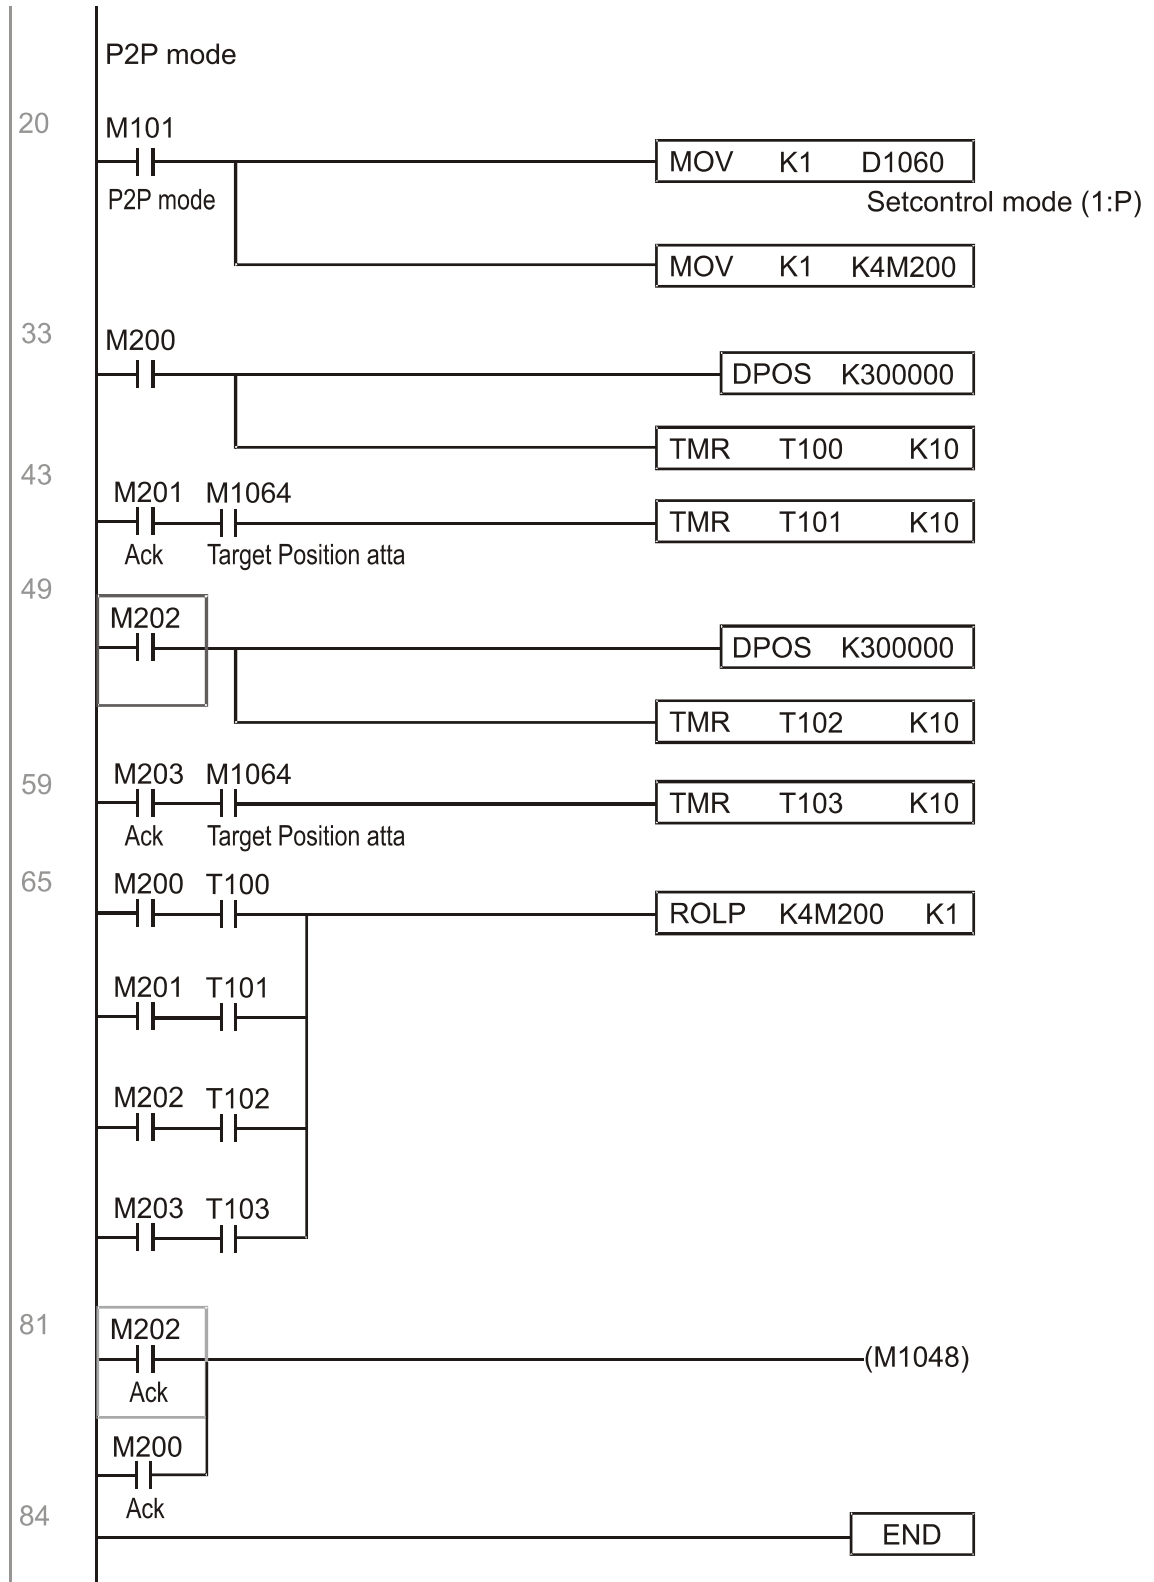 P2P mode
20
M101
MOV K1 D1060
P2P mode
Setcontrol mode (1:P)
MOV K1 K4M200
33
M200
DPOS K300000
TMR T100 K10
43
M201 M1064
TMR T101 K10
Ack Target Position atta
49
M202
DPOS K300000
TMR T102 K10
59
M203 M1064
TMR T103 K10
Ack Target Position atta
65
M200 T100
ROLP K4M200 K1
M201 T101
M202 T102
M203 T103
81
M202
(M1048)
Ack
M200
Ack
84
END